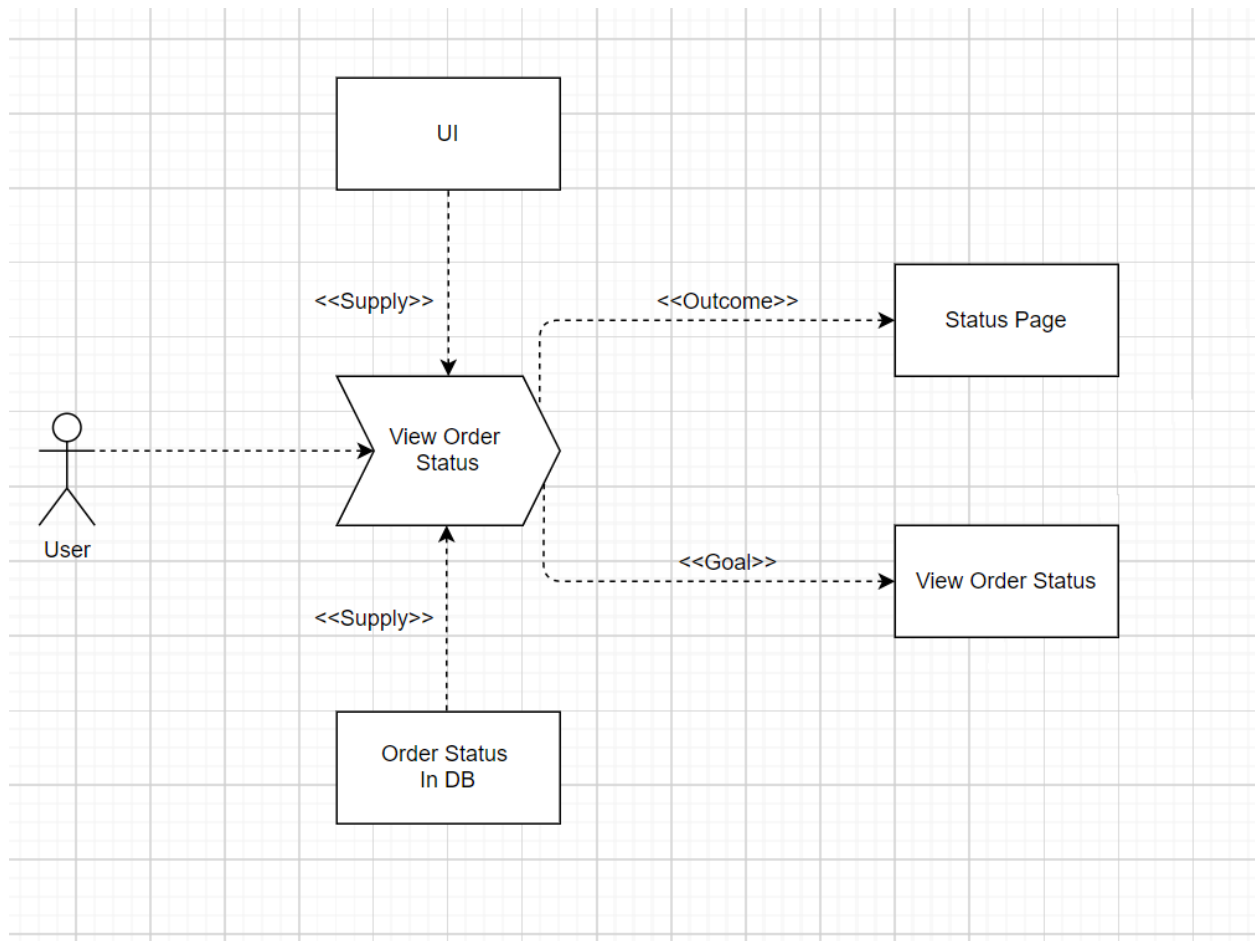 UI
<<Supply>>
<<Outcome>>
Status Page
View Order
Status
User
<<Goal>>
View Order Status
<<Supply>>
Order Status
In DB